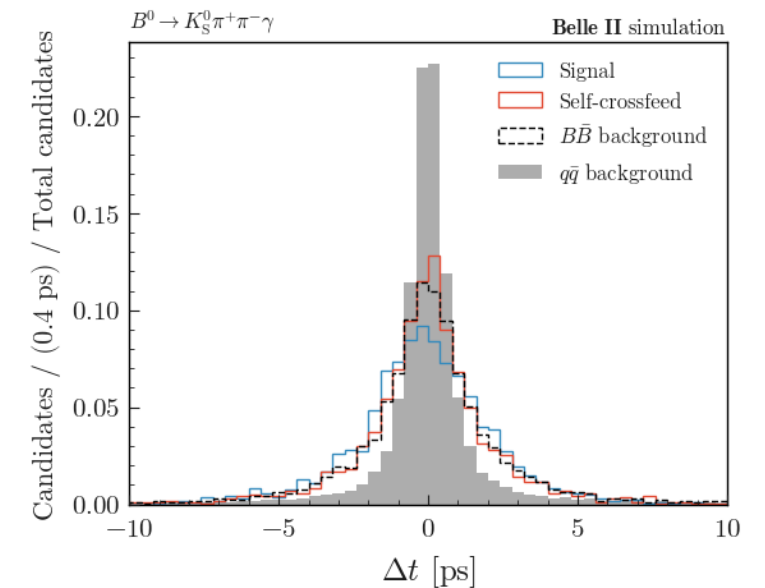 B⁰ → K_S⁰ π⁺π⁻γ
Belle II simulation
Signal
Self-crossfeed
BB̄ background
qq̄ background
Candidates / (0.4 ps) / Total candidates
0.20
0.15
0.10
0.05
0.00
−10 −5 0 5 10
Δt [ps]